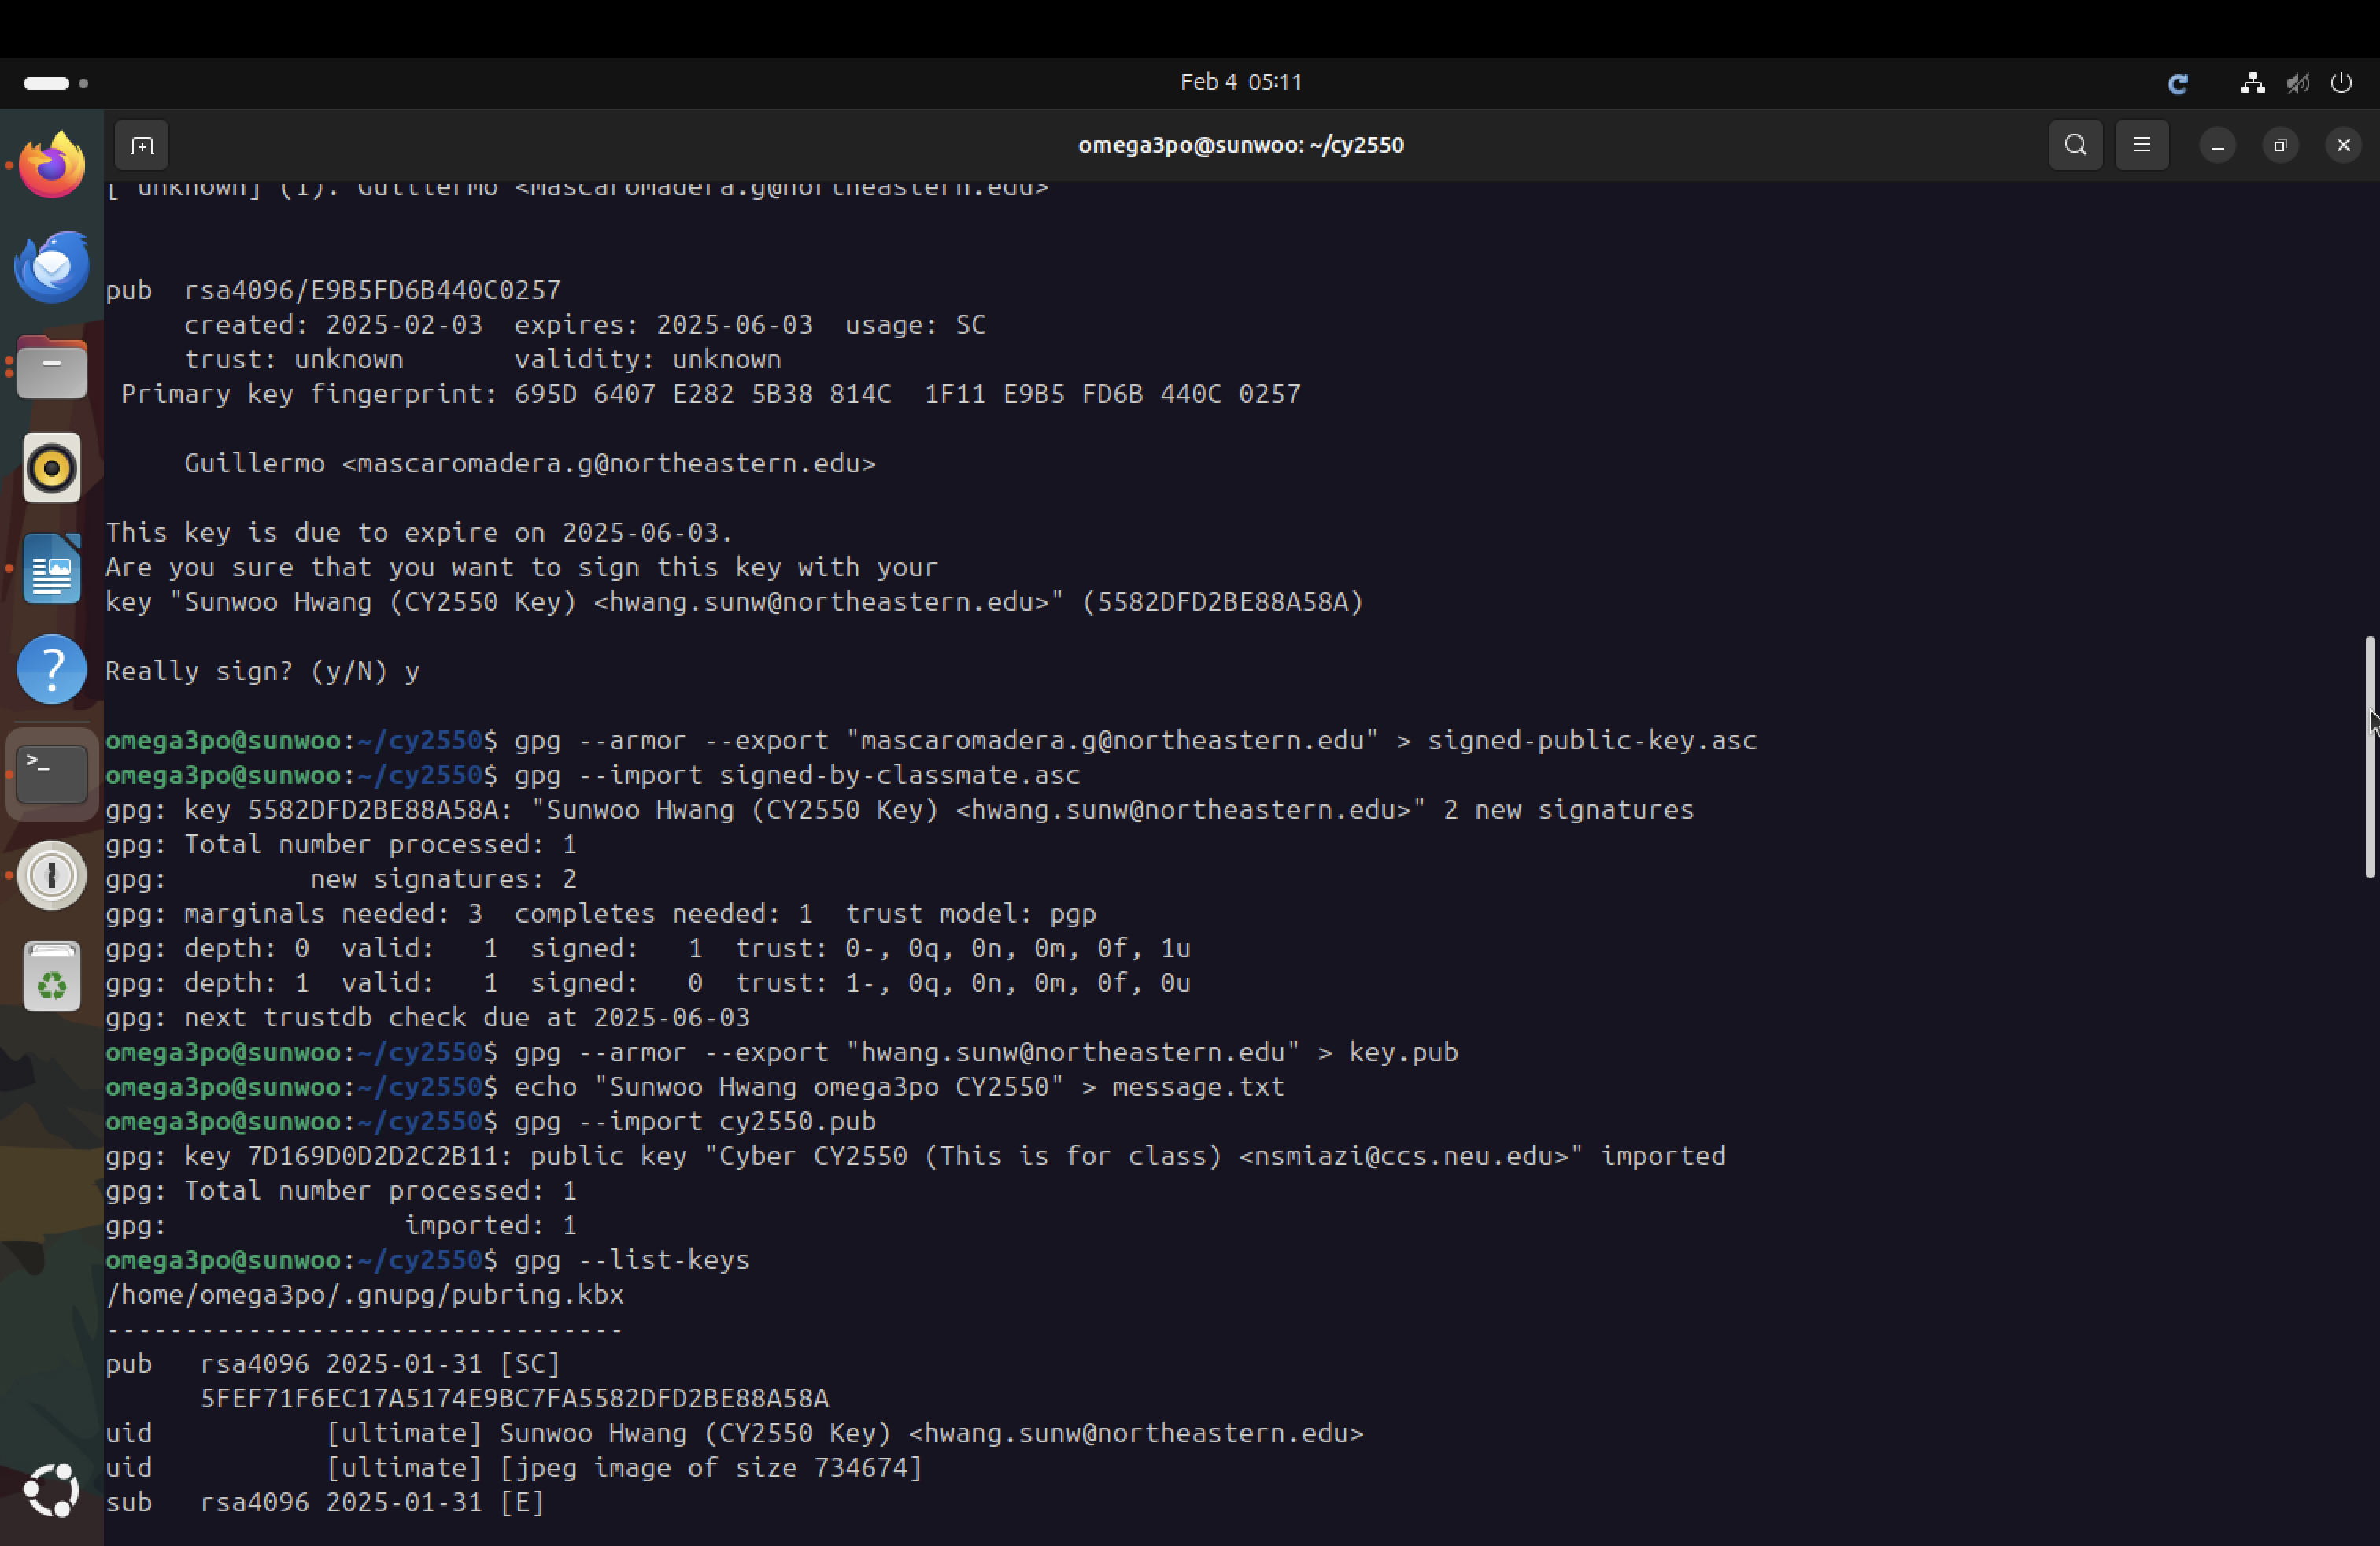 Feb 4 05:11
omega3po@sunwoo: ~/cy2550
[ unknown] (1). Guillermo <mascaromadera.g@northeastern.edu>
pub  rsa4096/E9B5FD6B440C0257
     created: 2025-02-03  expires: 2025-06-03  usage: SC
     trust: unknown       validity: unknown
 Primary key fingerprint: 695D 6407 E282 5B38 814C  1F11 E9B5 FD6B 440C 0257
     Guillermo <mascaromadera.g@northeastern.edu>
This key is due to expire on 2025-06-03.
Are you sure that you want to sign this key with your
key "Sunwoo Hwang (CY2550 Key) <hwang.sunw@northeastern.edu>" (5582DFD2BE88A58A)
Really sign? (y/N) y
omega3po@sunwoo:~/cy2550$ gpg --armor --export "mascaromadera.g@northeastern.edu" > signed-public-key.asc
omega3po@sunwoo:~/cy2550$ gpg --import signed-by-classmate.asc
gpg: key 5582DFD2BE88A58A: "Sunwoo Hwang (CY2550 Key) <hwang.sunw@northeastern.edu>" 2 new signatures
gpg: Total number processed: 1
gpg:         new signatures: 2
gpg: marginals needed: 3  completes needed: 1  trust model: pgp
gpg: depth: 0  valid:   1  signed:   1  trust: 0-, 0q, 0n, 0m, 0f, 1u
gpg: depth: 1  valid:   1  signed:   0  trust: 1-, 0q, 0n, 0m, 0f, 0u
gpg: next trustdb check due at 2025-06-03
omega3po@sunwoo:~/cy2550$ gpg --armor --export "hwang.sunw@northeastern.edu" > key.pub
omega3po@sunwoo:~/cy2550$ echo "Sunwoo Hwang omega3po CY2550" > message.txt
omega3po@sunwoo:~/cy2550$ gpg --import cy2550.pub
gpg: key 7D169D0D2D2C2B11: public key "Cyber CY2550 (This is for class) <nsmiazi@ccs.neu.edu>" imported
gpg: Total number processed: 1
gpg:               imported: 1
omega3po@sunwoo:~/cy2550$ gpg --list-keys
/home/omega3po/.gnupg/pubring.kbx
---------------------------------
pub   rsa4096 2025-01-31 [SC]
      5FEF71F6EC17A5174E9BC7FA5582DFD2BE88A58A
uid           [ultimate] Sunwoo Hwang (CY2550 Key) <hwang.sunw@northeastern.edu>
uid           [ultimate] [jpeg image of size 734674]
sub   rsa4096 2025-01-31 [E]